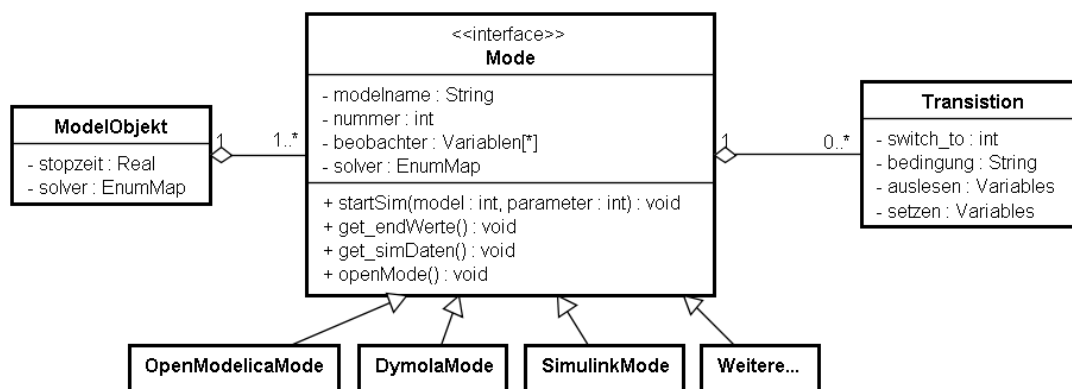 <<interface>>
Mode
- modelname : String
- nummer : int
- beobachter : Variablen[*]
- solver : EnumMap
+ startSim(model : int, parameter : int) : void
+ get_endWerte() : void
+ get_simDaten() : void
+ openMode() : void
ModelObjekt
- stopzeit : Real
- solver : EnumMap
1
1..*
1
0..*
Transistion
- switch_to : int
- bedingung : String
- auslesen : Variables
- setzen : Variables
OpenModelicaMode
DymolaMode
SimulinkMode
Weitere...